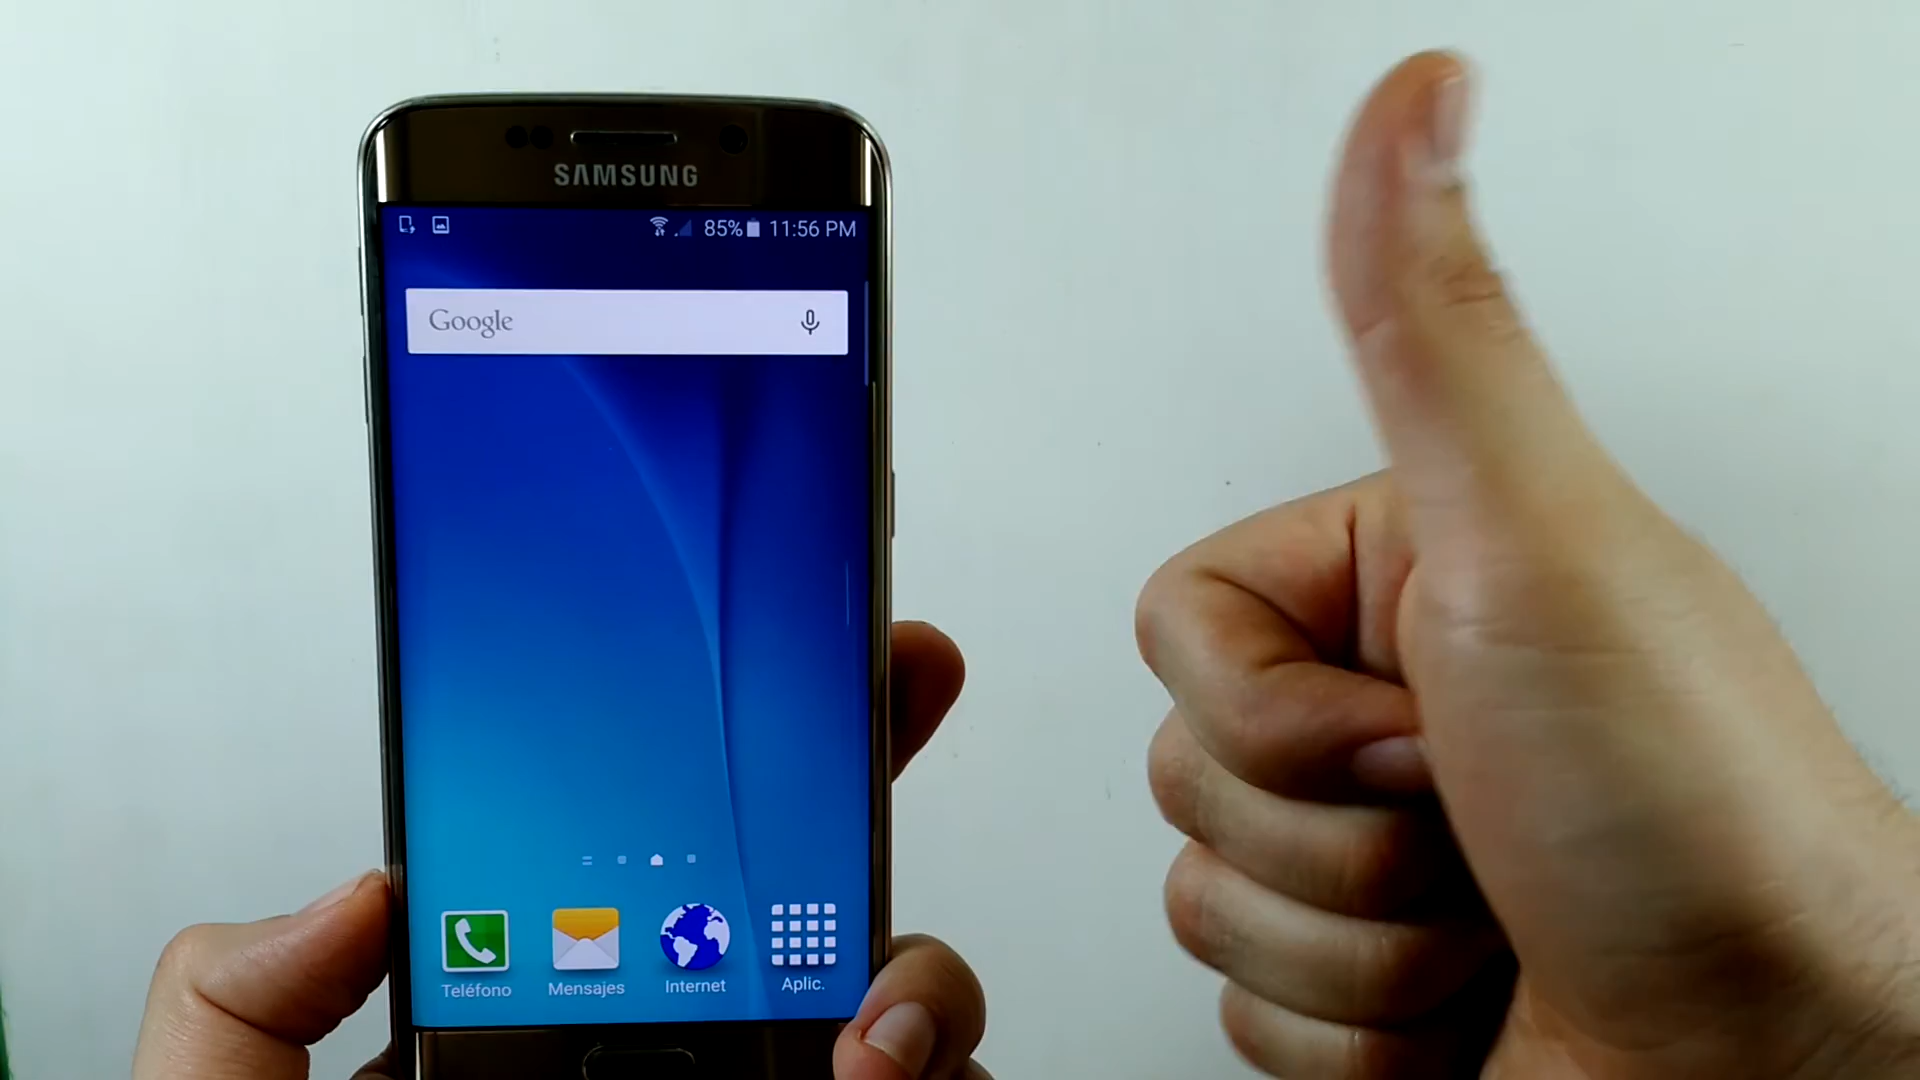 SAMSUNG
85% 11:56 PM
Google
Teléfono
Mensajes
Internet
Aplic.